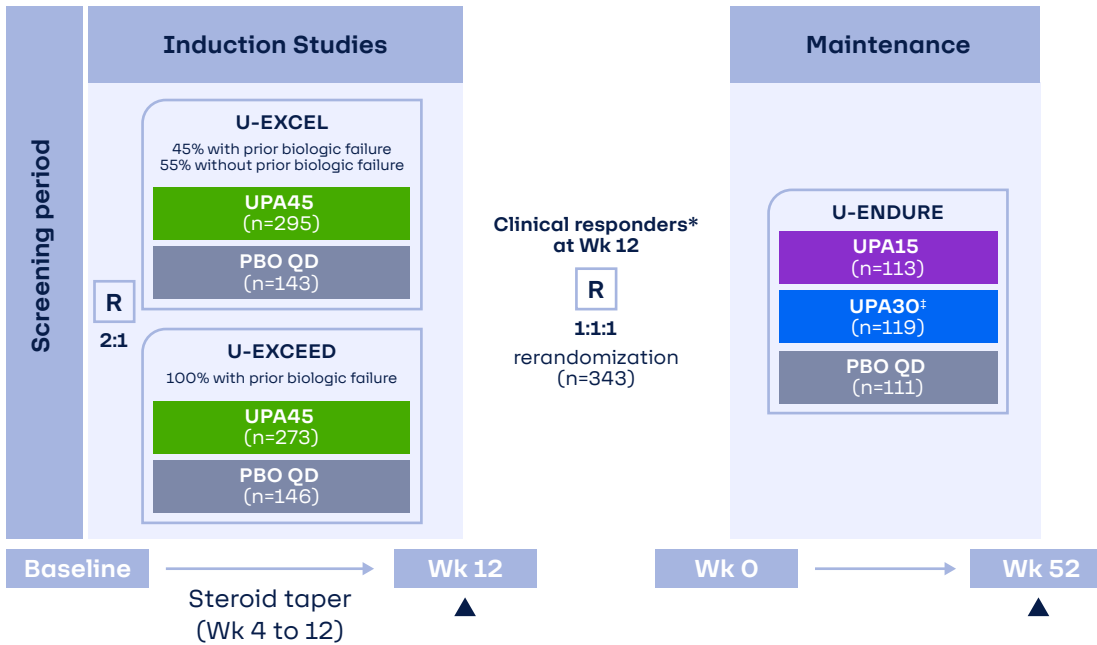 Screening period
Induction Studies
U-EXCEL
45% with prior biologic failure
55% without prior biologic failure
UPA45
(n=295)
PBO QD
(n=143)
R
2:1
U-EXCEED
100% with prior biologic failure
UPA45
(n=273)
PBO QD
(n=146)
Clinical responders*
at Wk 12
R
1:1:1
rerandomization
(n=343)
Maintenance
U-ENDURE
UPA15
(n=113)
UPA30‡
(n=119)
PBO QD
(n=111)
Baseline
Steroid taper
(Wk 4 to 12)
Wk 12
Wk 0
Wk 52